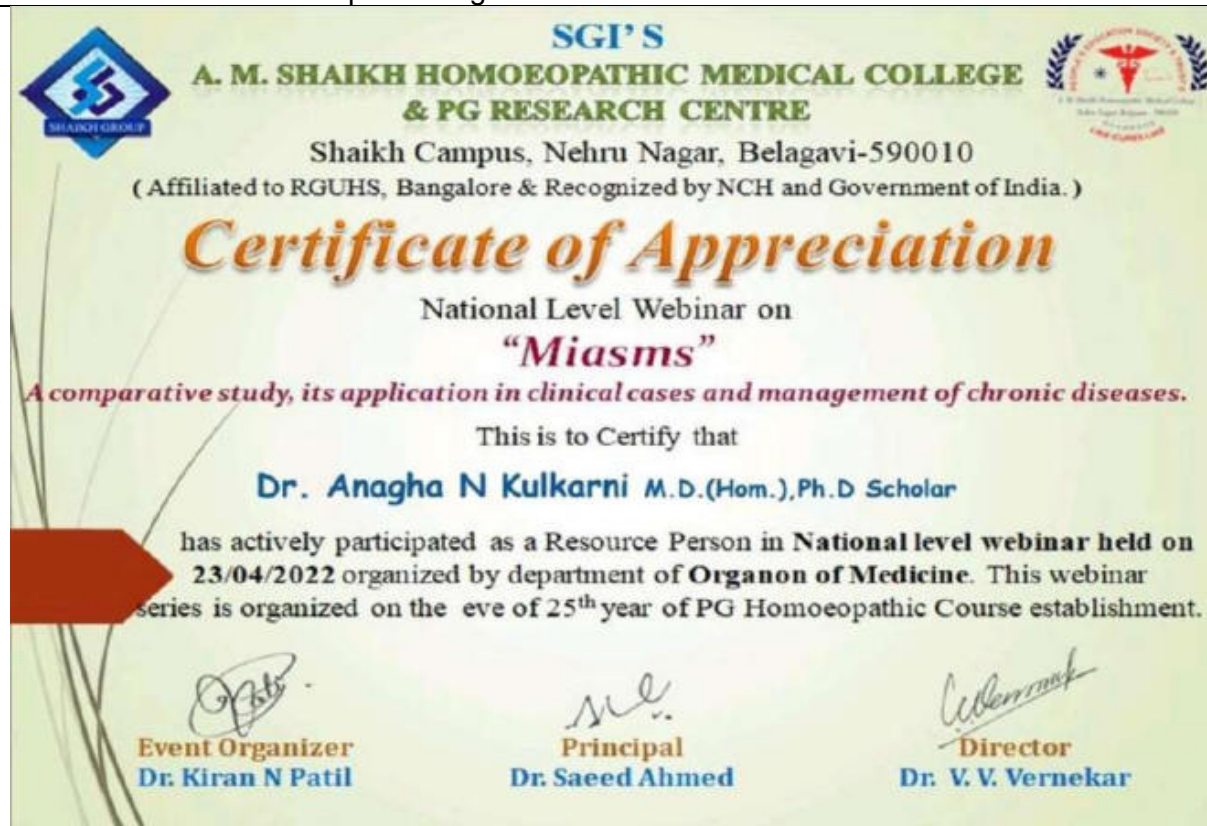 SGI'S
A. M. SHAIKH HOMOEOPATHIC MEDICAL COLLEGE
& PG RESEARCH CENTRE
SHAIKH GROUP
Shaikh Campus, Nehru Nagar, Belagavi-590010
( Affiliated to RGUHS, Bangalore & Recognized by NCH and Government of India. )
Certificate of Appreciation
National Level Webinar on
“Miasms”
A comparative study, its application in clinical cases and management of chronic diseases.
This is to Certify that
Dr. Anagha N Kulkarni M.D.(Hom.),Ph.D Scholar
has actively participated as a Resource Person in National level webinar held on
23/04/2022 organized by department of Organon of Medicine. This webinar
series is organized on the eve of 25th year of PG Homoeopathic Course establishment.
Event Organizer
Dr. Kiran N Patil
Principal
Dr. Saeed Ahmed
Director
Dr. V. V. Vernekar